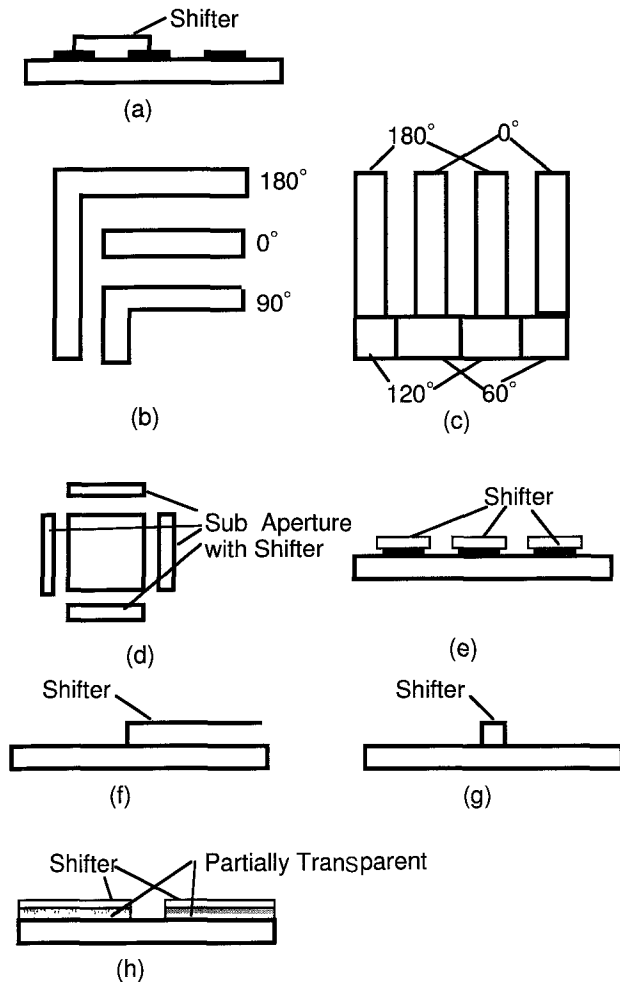 Shifter
(a)
180°
0°
90°
(b)
180°
0°
120°
60°
(c)
Sub Aperture
with Shifter
(d)
Shifter
(e)
Shifter
(f)
Shifter
(g)
Shifter
Partially Transparent
(h)